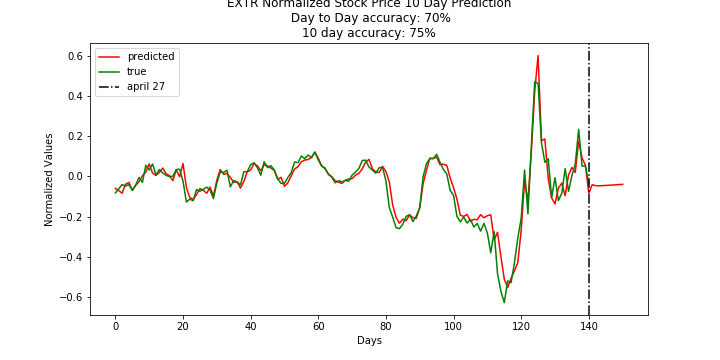 EXTR Normalized Stock Price 10 Day Prediction
Day to Day accuracy: 70%
10 day accuracy: 75%
predicted
true
april 27
Normalized Values
0.6
0.4
0.2
0.0
−0.2
−0.4
−0.6
0 20 40 60 80 100 120 140
Days